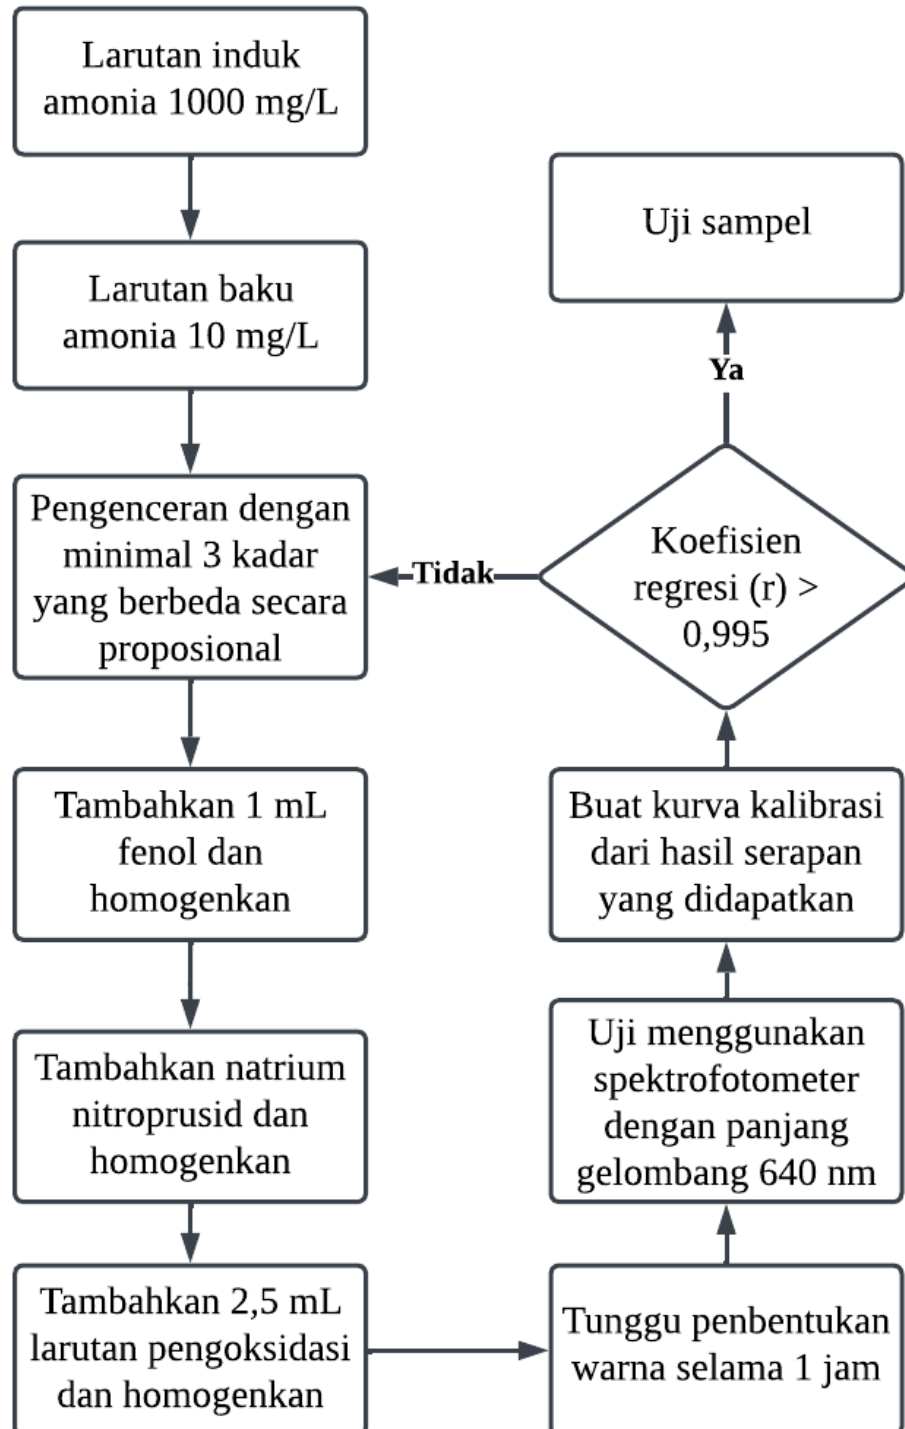 Larutan induk
amonia 1000 mg/L
Larutan baku
amonia 10 mg/L
Pengenceran dengan
minimal 3 kadar
yang berbeda secara
proposional
Tambahkan 1 mL
fenol dan
homogenkan
Tambahkan natrium
nitroprusid dan
homogenkan
Tambahkan 2,5 mL
larutan pengoksidasi
dan homogenkan
Tunggu penbentukan
warna selama 1 jam
Uji menggunakan
spektrofotometer
dengan panjang
gelombang 640 nm
Buat kurva kalibrasi
dari hasil serapan
yang didapatkan
Koefisien
regresi (r) >
0,995
Tidak
Ya
Uji sampel